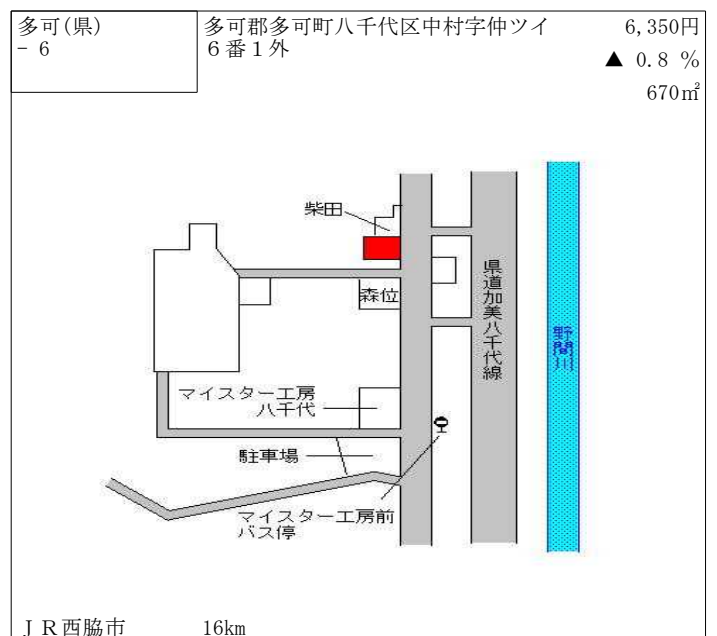 多可(県)
- 6
多可郡多可町八千代区中村字仲ツイ
６番１外
6,350円
▲ 0.8 %
670㎡
柴田
森位
県道加美八千代線
野間川
マイスター工房
八千代
駐車場
マイスター工房前
バス停
ＪＲ西脇市 16km